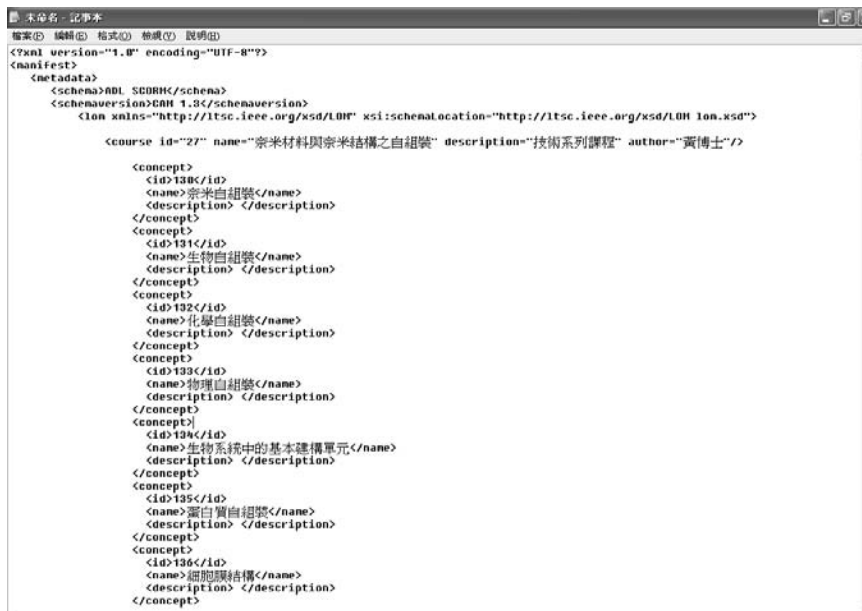 未命名 - 記事本
檔案(F) 編輯(E) 格式(O) 檢視(V) 說明(H)
<?xml version="1.0" encoding="UTF-8"?>
<manifest>
<metadata>
<schema>ADL SCORM</schema>
<schemaversion>CAM 1.3</schemaversion>
<lom xmlns="http://ltsc.ieee.org/xsd/LOM" xsi:schemaLocation="http://ltsc.ieee.org/xsd/LOM lom.xsd">
<course id="27" name="奈米材料與奈米結構之自組裝" description="技術系列課程" author="黃博士"/>
<concept>
<id>130</id>
<name>奈米自組裝</name>
<description> </description>
</concept>
<concept>
<id>131</id>
<name>生物自組裝</name>
<description> </description>
</concept>
<concept>
<id>132</id>
<name>化學自組裝</name>
<description> </description>
</concept>
<concept>
<id>133</id>
<name>物理自組裝</name>
<description> </description>
</concept>
<concept>
<id>134</id>
<name>生物系統中的基本建構單元</name>
<description> </description>
</concept>
<concept>
<id>135</id>
<name>蛋白質自組裝</name>
<description> </description>
</concept>
<concept>
<id>136</id>
<name>細胞膜結構</name>
<description> </description>
</concept>